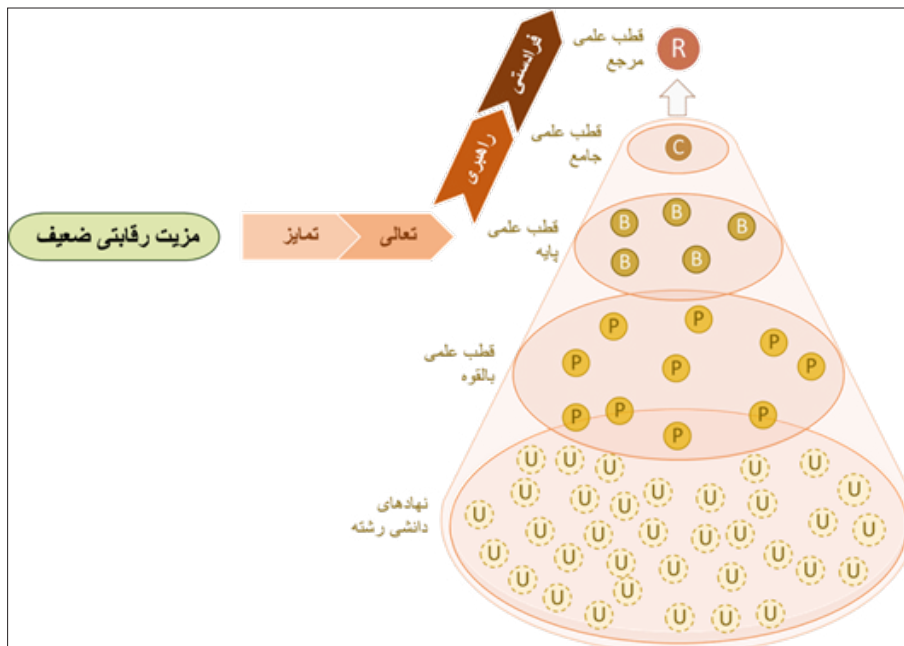 قطب علمی
مرجع
R
فرادستی
قطب علمی
جامع
C
راهبری
قطب علمی
پایه
B B B
B B
تعالی
تمایز
مزیت رقابتی ضعیف
قطب علمی
بالقوه
P P P
P P P
P P P
P
نهادهای
دانشی رشته
U U U U U
U U U U U U U
U U U U U U U U
U U U U U U
U U U U U
U U U U